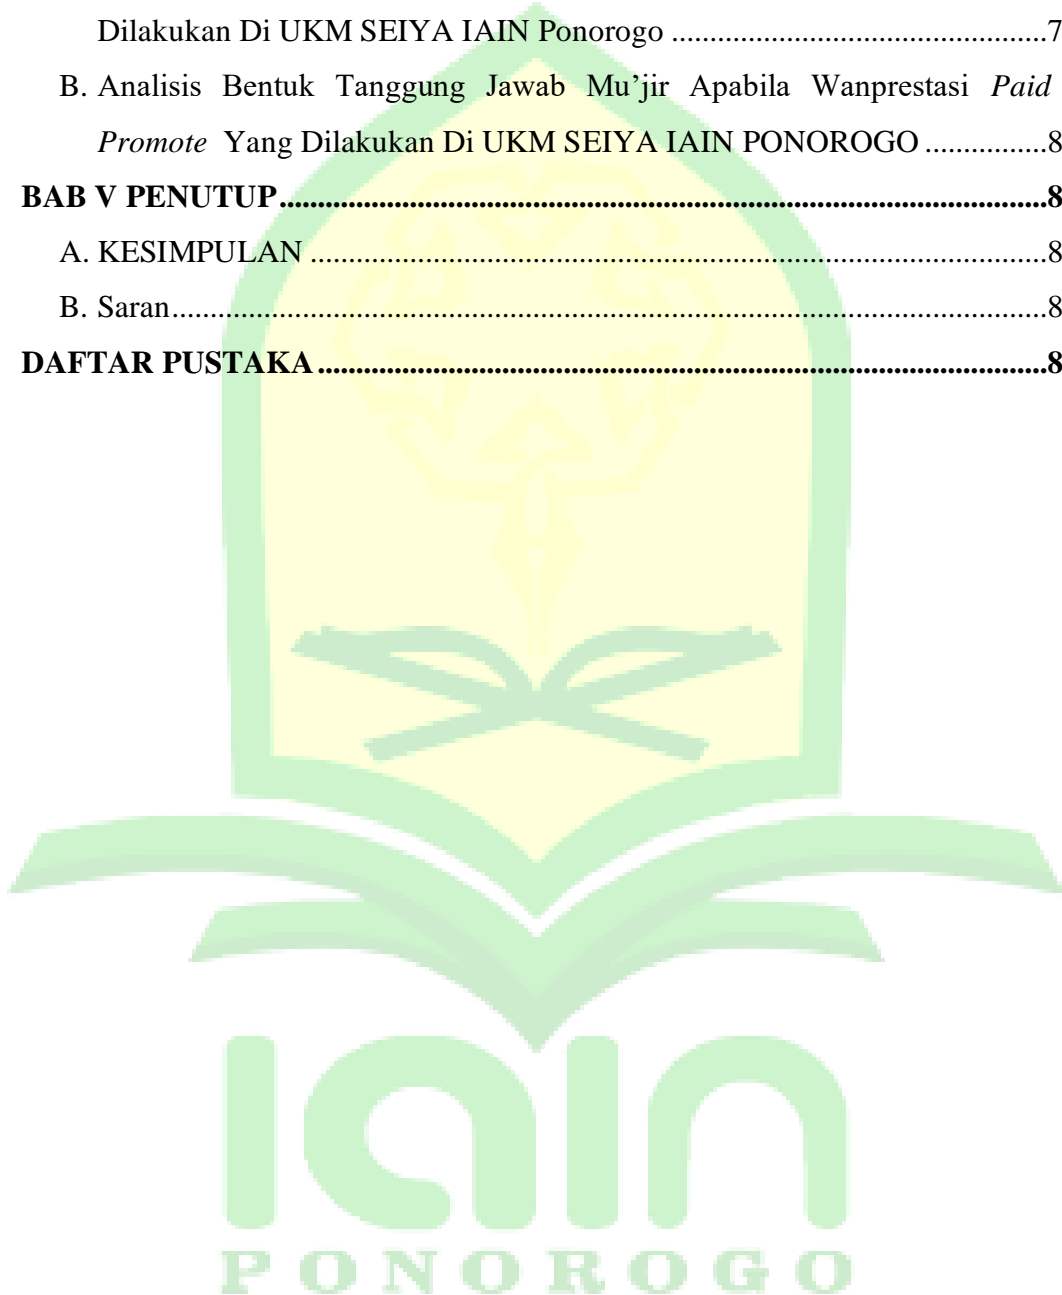 Dilakukan Di UKM SEIYA IAIN Ponorogo ..........................................7
B. Analisis Bentuk Tanggung Jawab Mu’jir Apabila Wanprestasi Paid
Promote Yang Dilakukan Di UKM SEIYA IAIN PONOROGO ................8
BAB V PENUTUP....................................................................................................8
A. KESIMPULAN ..................................................................................................8
B. Saran...................................................................................................................8
DAFTAR PUSTAKA...............................................................................................8
iain
PONOROGO